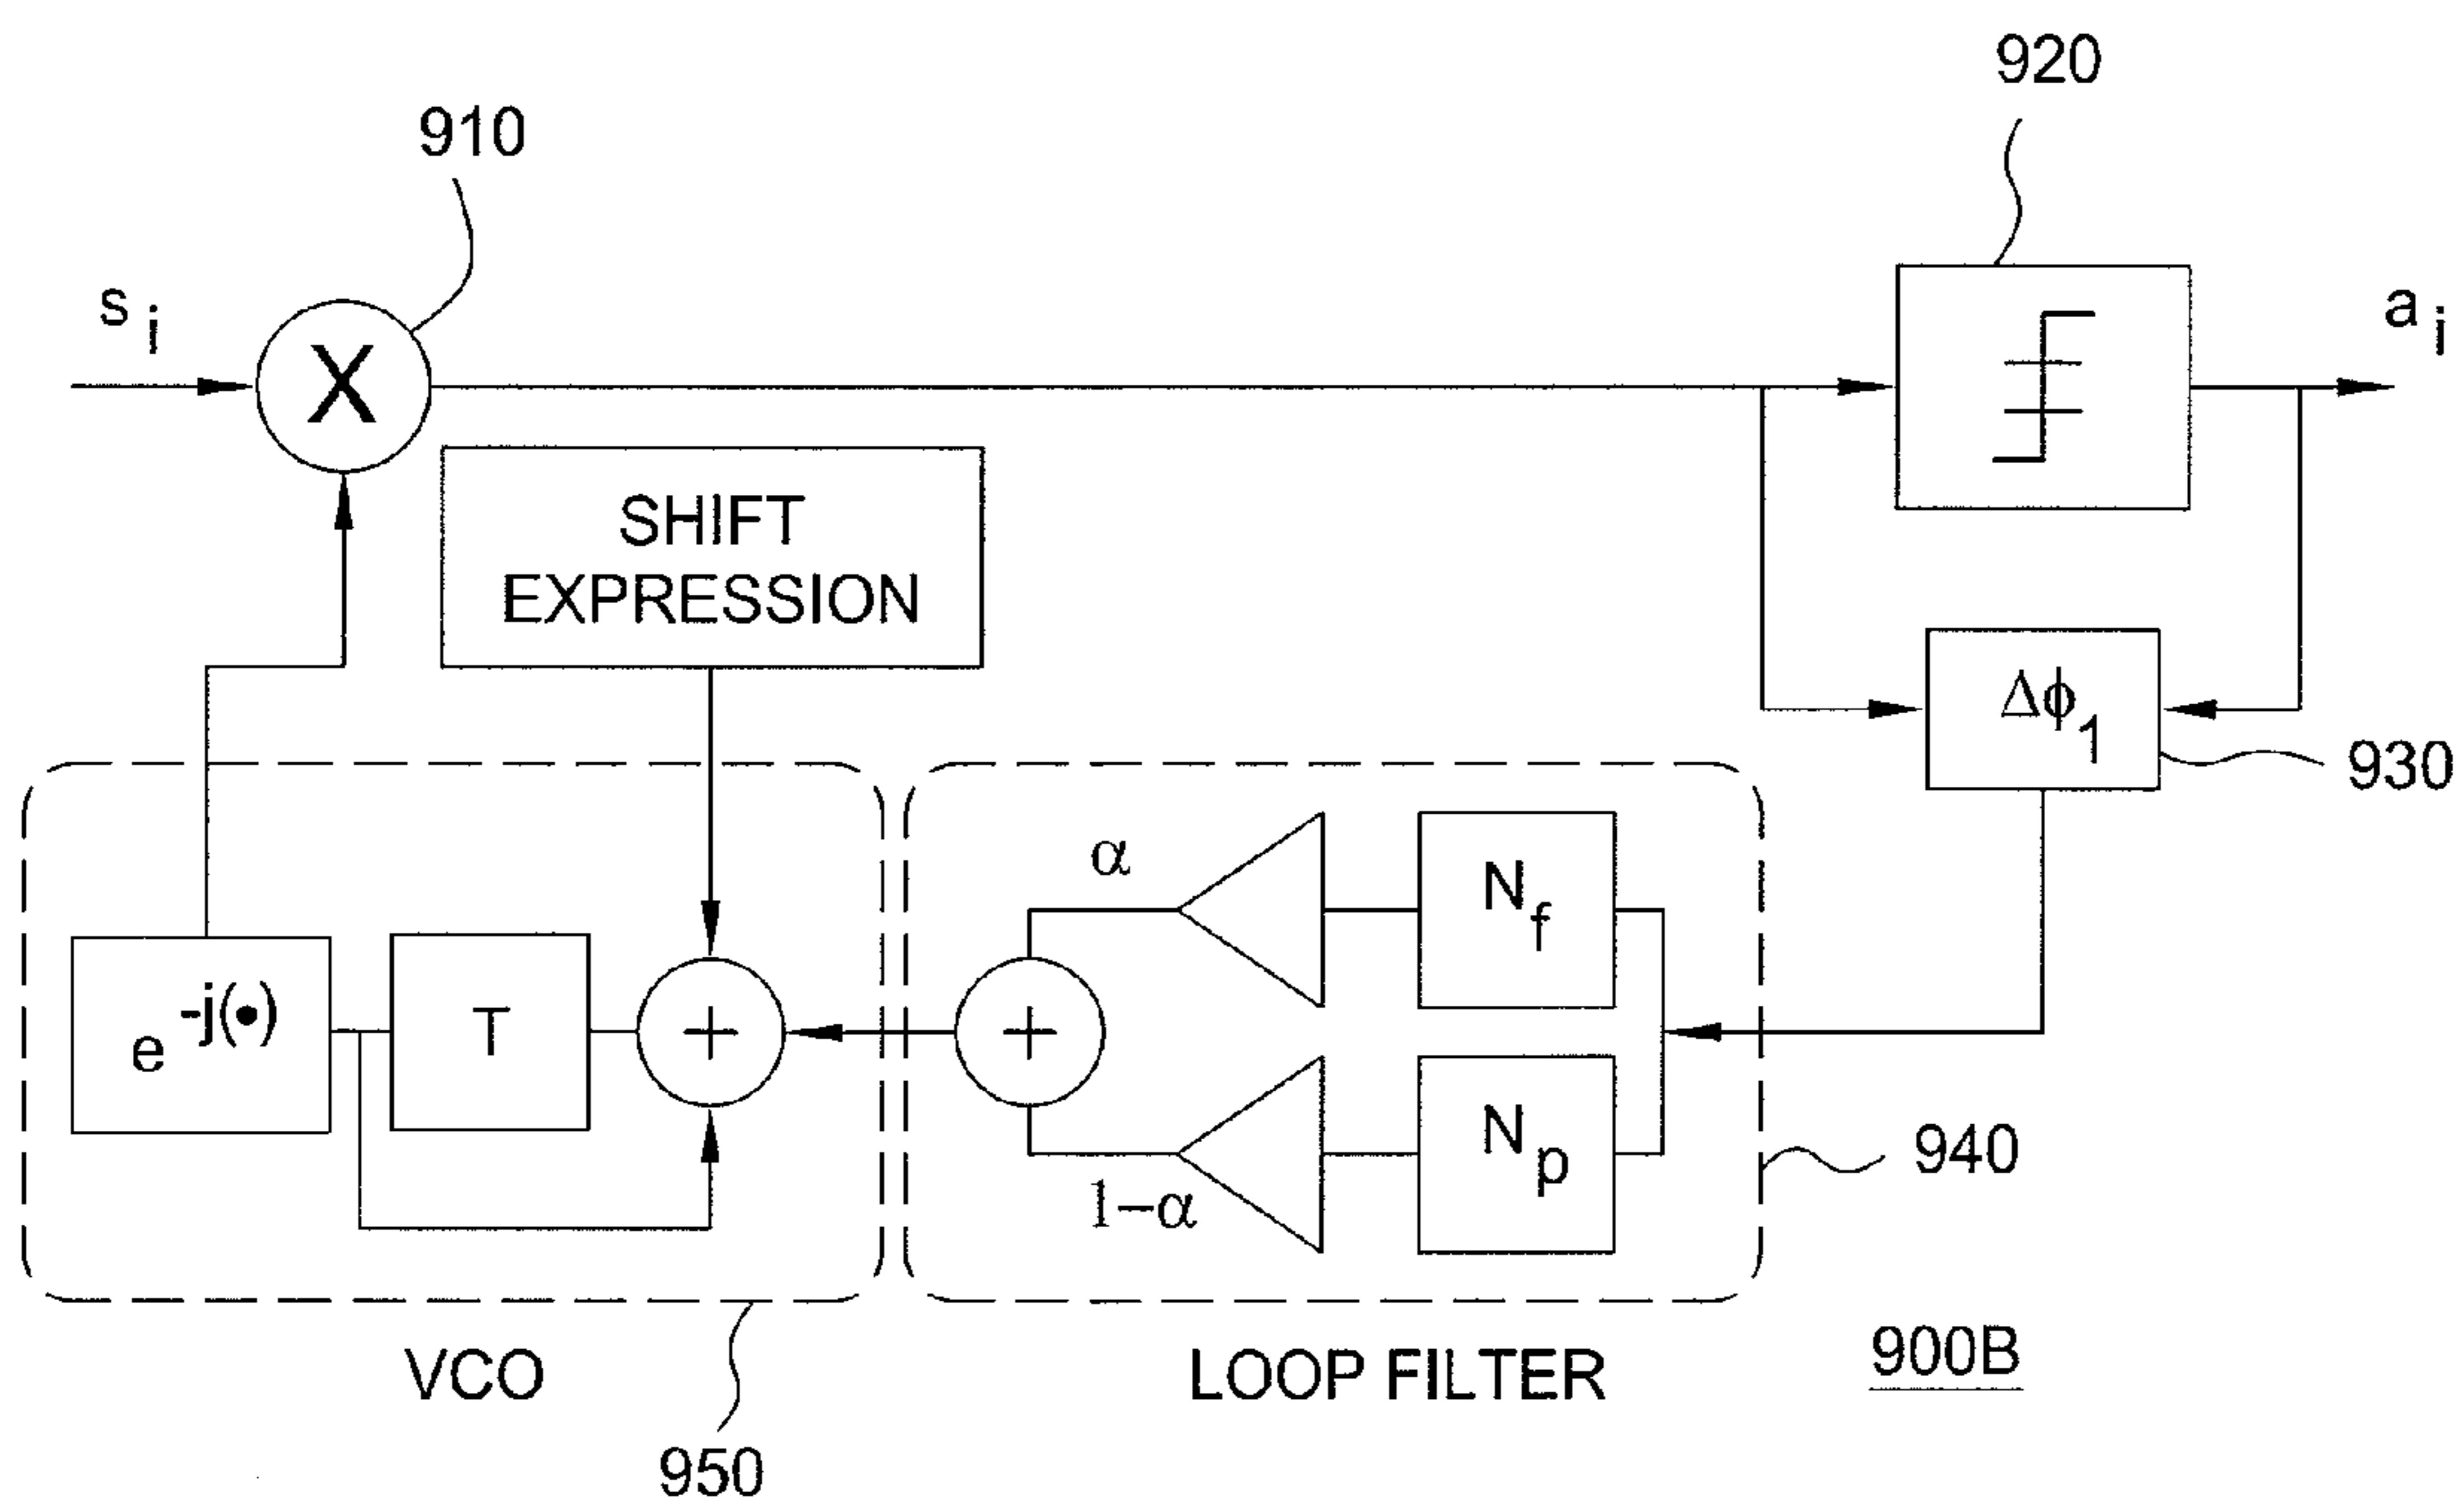 920
910
s i
a i
X
SHIFT
EXPRESSION
Δϕ 1
930
α
N f
e -j(•)
T
+
+
N p
1−α
940
VCO
LOOP FILTER
900B
950